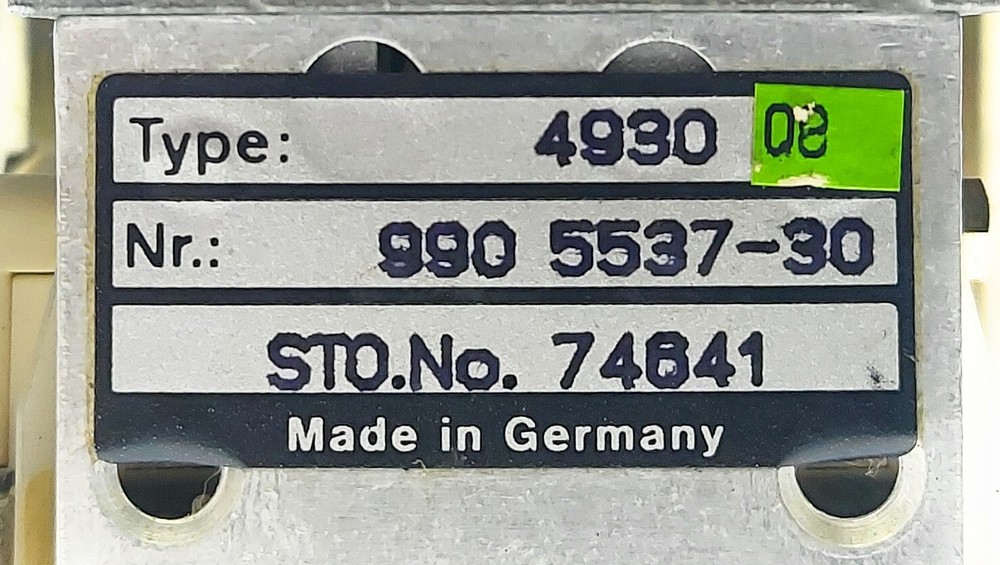 Type: 4930 08
Nr.: 990 5537-30
STO.No. 74641
Made in Germany